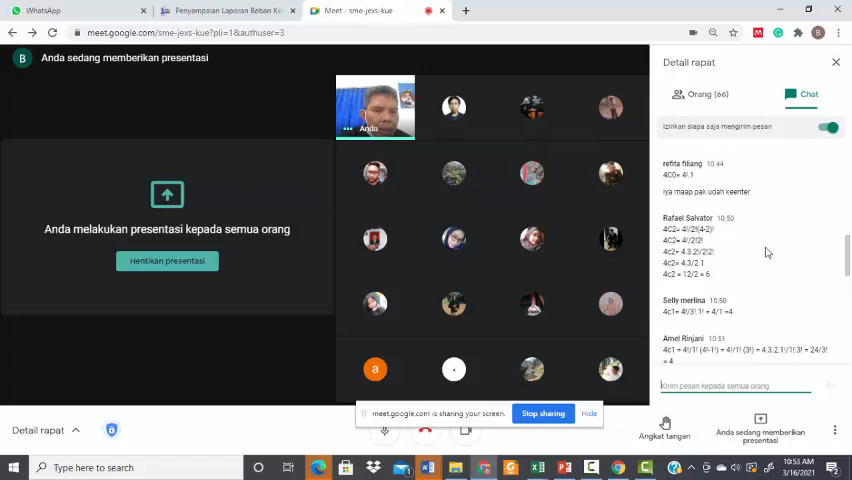 WhatsApp
Penyampaian Laporan Beban Ke
Meet - sme-jexs-kue
meet.google.com/sme-jexs-kue?pli=1&authuser=3
B
B
Anda sedang memberikan presentasi
Anda melakukan presentasi kepada semua orang
Hentikan presentasi
Anda
a
Detail rapat
Orang (66)
Chat
Izinkan siapa saja mengirim pesan
refita filiang 10.44
4C0= 4!.1
iya maap pak udah keenter
Rafael Salvator 10.50
4C2= 4!/2!(4-2)!
4C2= 4!/2!2!
4c2= 4.3.2!/2!2!
4c2= 4.3/2.1
4c2 = 12/2 = 6
Selly merlina 10.50
4c1= 4!/3!.1! = 4/1 =4
Amel Rinjani 10.51
4c1 = 4!/1! (4!-1!) = 4!/1! (3!) = 4.3.2.1!/1!.3! = 24/3!
= 4
Kirim pesan kepada semua orang
meet.google.com is sharing your screen.
Stop sharing
Hide
Detail rapat
Angkat tangan
Anda sedang memberikan
presentasi
Type here to search
10:53 AM
3/16/2021